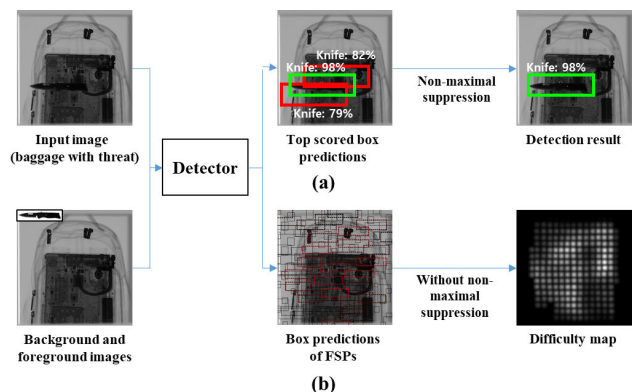 Knife: 82%
Knife: 98%
Knife: 79%
Knife: 98%
Non-maximal
suppression
Input image
(baggage with threat)
Detector
Top scored box
predictions
Detection result
(a)
Background and
foreground images
Box predictions
of FSPs
Without non-
maximal
suppression
Difficulty map
(b)